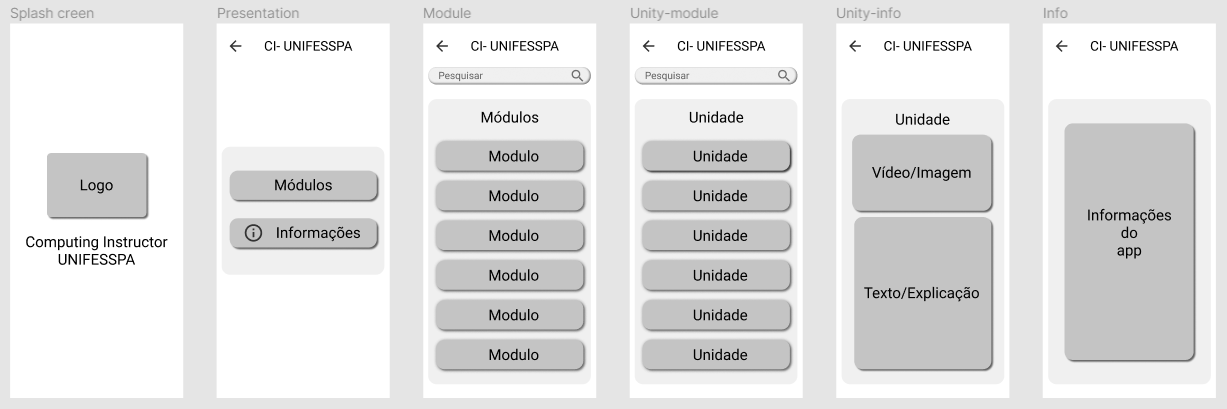 Splash creen
Logo
Computing Instructor
UNIFESSPA
Presentation
CI- UNIFESSPA
Módulos
Informações
Module
CI- UNIFESSPA
Pesquisar
Módulos
Modulo
Modulo
Modulo
Modulo
Modulo
Modulo
Unity-module
CI- UNIFESSPA
Pesquisar
Unidade
Unidade
Unidade
Unidade
Unidade
Unidade
Unidade
Unity-info
CI- UNIFESSPA
Unidade
Vídeo/Imagem
Texto/Explicação
Info
CI- UNIFESSPA
Informações
do
app